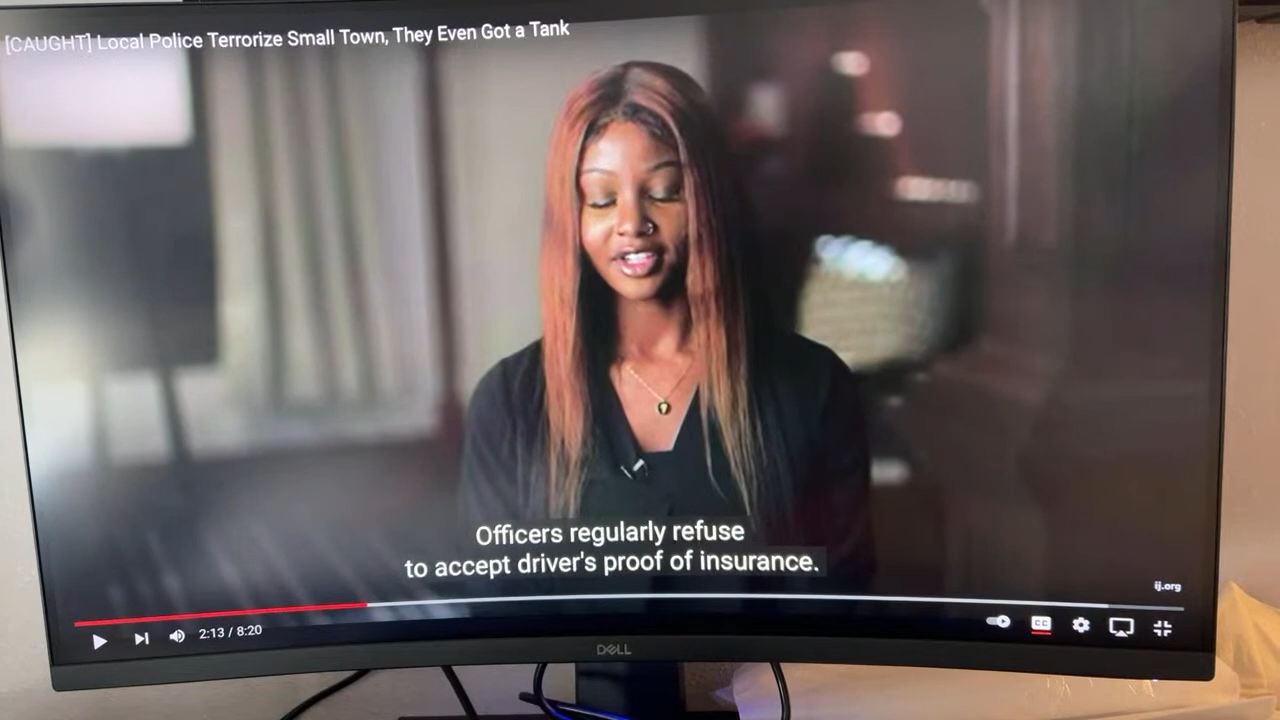 [CAUGHT] Local Police Terrorize Small Town, They Even Got a Tank
Officers regularly refuse
to accept driver's proof of insurance.
ij.org
2:13 / 8:20
CC
DELL